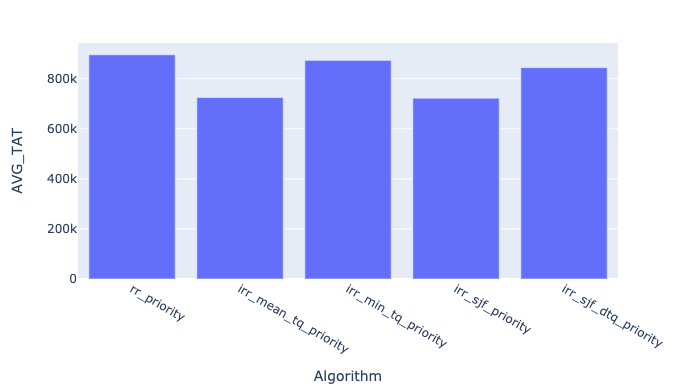 800k
600k
400k
200k
0
AVG_TAT
rr_priority
irr_mean_tq_priority
irr_min_tq_priority
irr_sjf_priority
irr_sjf_dtq_priority
Algorithm